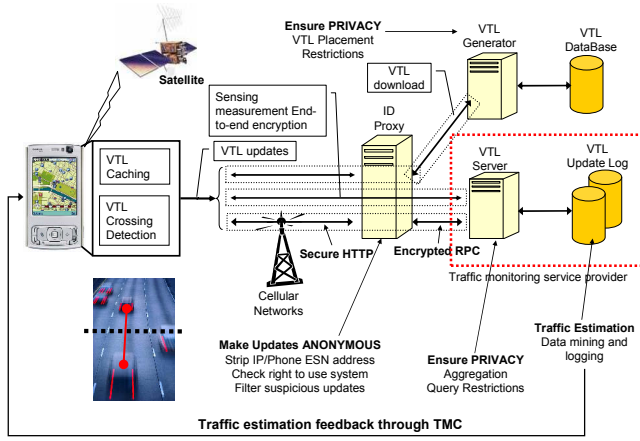 Ensure PRIVACY
VTL Placement
Restrictions
VTL
Generator
VTL
DataBase
Satellite
VTL
download
Sensing
measurement End-
to-end encryption
ID
Proxy
VTL updates
VTL
Server
VTL
Update Log
VTL
Caching
VTL
Crossing
Detection
Secure HTTP
Encrypted RPC
Cellular
Networks
Traffic monitoring service provider
Make Updates ANONYMOUS
Strip IP/Phone ESN address
Check right to use system
Filter suspicious updates
Ensure PRIVACY
Aggregation
Query Restrictions
Traffic Estimation
Data mining and
logging
Traffic estimation feedback through TMC